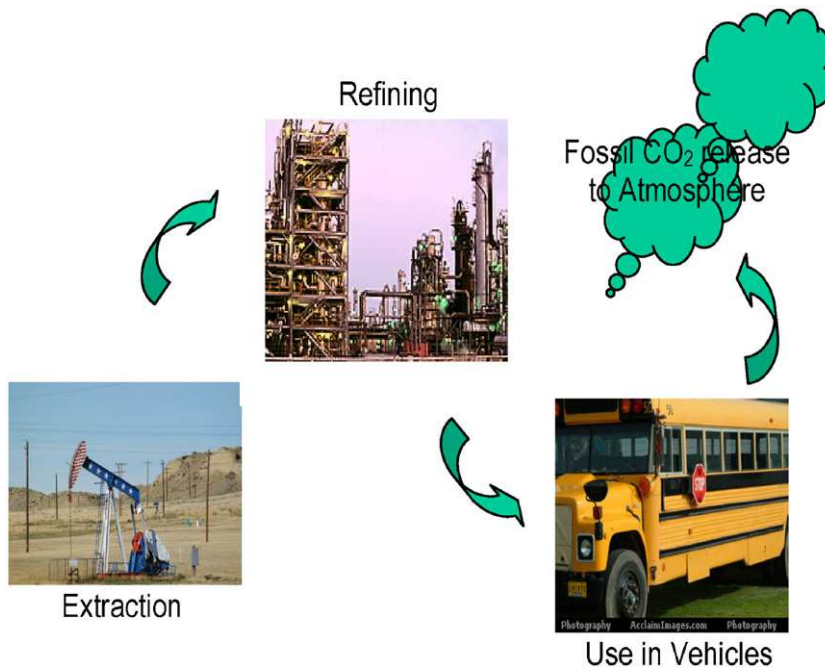 Refining
Fossil CO₂ release
to Atmosphere
Extraction
STOP
Photography AcclaimImages.com Photography
Use in Vehicles